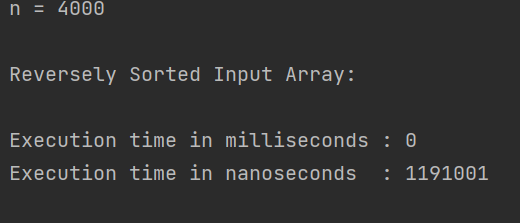 n = 4000
Reversely Sorted Input Array:
Execution time in milliseconds : 0
Execution time in nanoseconds  : 1191001